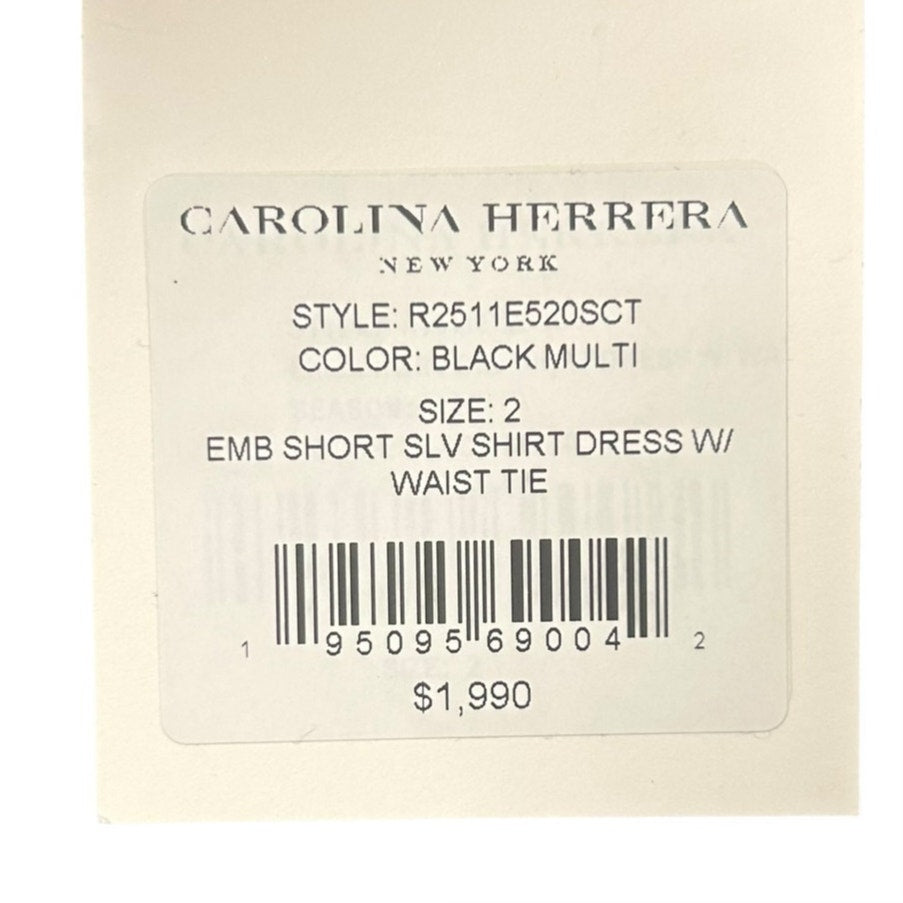 CAROLINA HERRERA
NEW YORK
STYLE: R2511E520SCT
COLOR: BLACK MULTI
SIZE: 2
EMB SHORT SLV SHIRT DRESS W/
WAIST TIE
1 95095 69004 2
$1,990